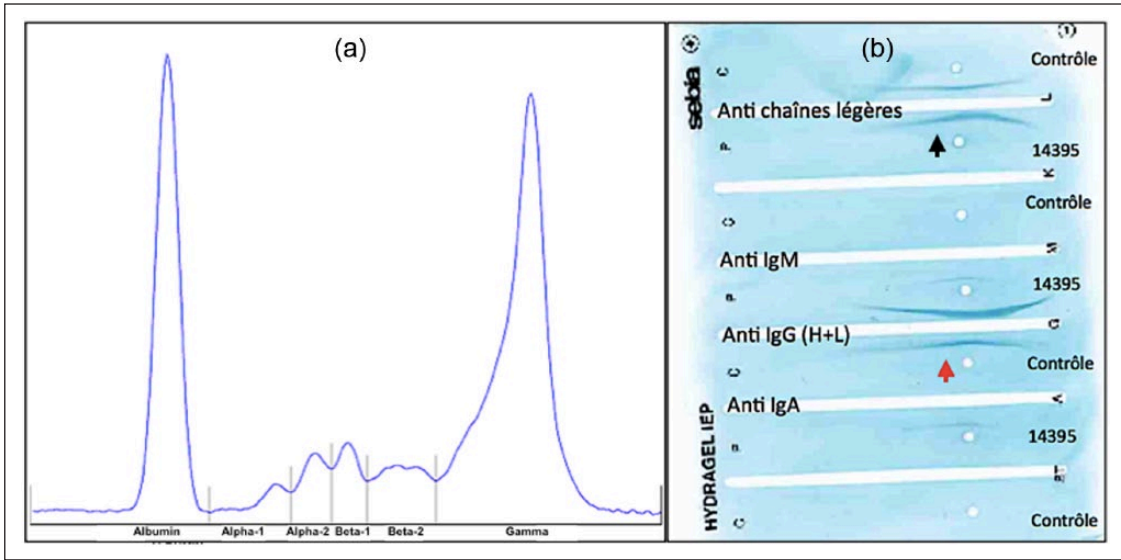 (a)
Albumin
Alpha-1
Alpha-2
Beta-1
Beta-2
Gamma
(b)
sebia
Contrôle
C
L
Anti chaînes légères
P.
14395
K
Contrôle
C
Anti IgM
M
14395
P.
Anti IgG (H+L)
G
Contrôle
C
Anti IgA
A
14395
P.
HYDRAGEL IEP
C
Contrôle